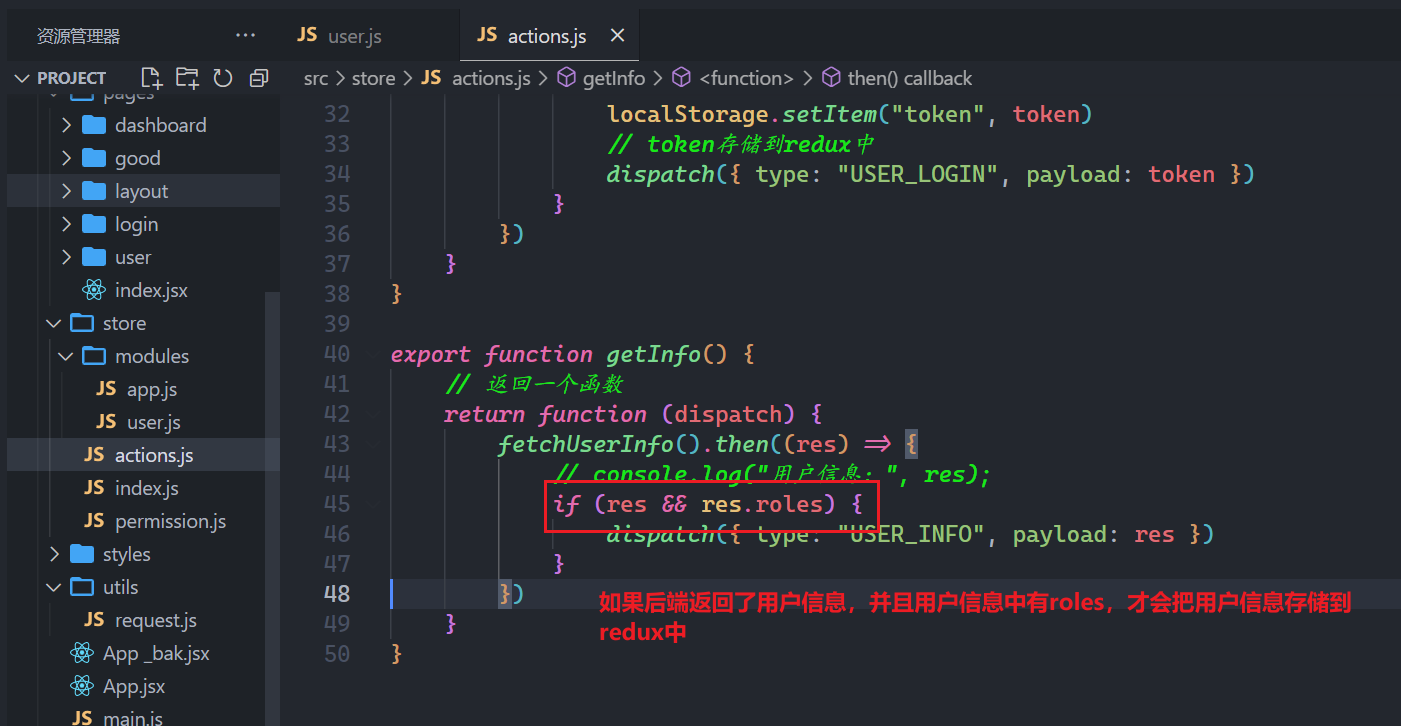 资源管理器 ··· JS user.js JS actions.js ×
PROJECT src > store > JS actions.js > getInfo > <function> > then() callback
pages
dashboard
good
layout
login
user
index.jsx
store
modules
JS app.js
JS user.js
JS actions.js
JS index.js
JS permission.js
styles
utils
JS request.js
App _bak.jsx
App.jsx
JS main.js
32 localStorage.setItem("token", token)
33 // token存储到redux中
34 dispatch({ type: "USER_LOGIN", payload: token })
35 }
36 })
37 }
38 }
39
40 export function getInfo() {
41 // 返回一个函数
42 return function (dispatch) {
43 fetchUserInfo().then((res) => {
44 // console.log("用户信息: ", res);
45 if (res && res.roles) {
46 dispatch({ type: "USER_INFO", payload: res })
47 }
48 })
如果后端返回了用户信息，并且用户信息中有roles，才会把用户信息存储到
redux中
49 }
50 }